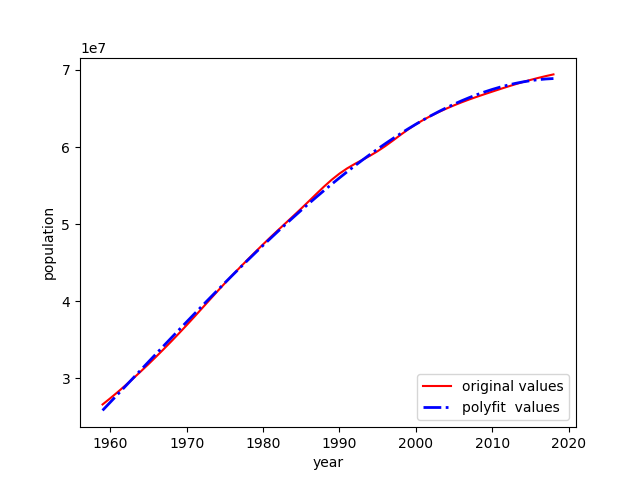 1e7
7
6
5
4
3
population
1960 1970 1980 1990 2000 2010 2020
year
original values
polyfit  values